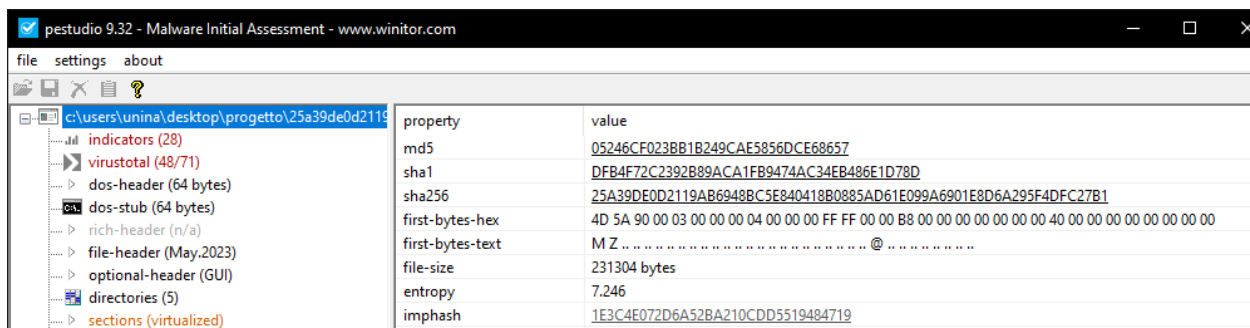 pestudio 9.32 - Malware Initial Assessment - www.winitor.com
file settings about
c:\users\unina\desktop\progetto\25a39de0d2119
indicators (28)
virustotal (48/71)
dos-header (64 bytes)
dos-stub (64 bytes)
rich-header (n/a)
file-header (May.2023)
optional-header (GUI)
directories (5)
sections (virtualized)
property value
md5 05246CF023BB1B249CAE5856DCE68657
sha1 DFB4F72C2392B89ACA1FB9474AC34EB486E1D78D
sha256 25A39DE0D2119AB6948BC5E840418B0885AD61E099A6901E8D6A295F4DFC27B1
first-bytes-hex 4D 5A 90 00 03 00 00 00 04 00 00 00 FF FF 00 00 B8 00 00 00 00 00 00 00 40 00 00 00 00 00 00 00
first-bytes-text M Z .. .. .. .. .. .. .. .. .. .. .. .. .. .. .. .. .. .. .. .. .. .. @ .. .. .. .. .. .. ..
file-size 231304 bytes
entropy 7.246
imphash 1E3C4E072D6A52BA210CDD5519484719